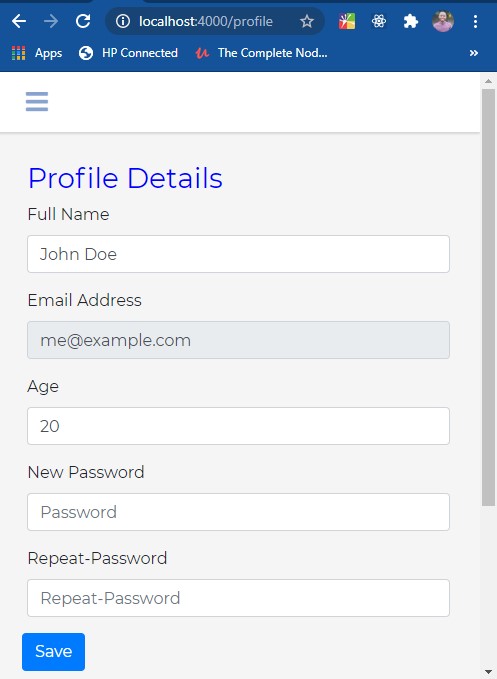 localhost:4000/profile
Apps HP Connected The Complete Nod... »
Profile Details
Full Name
John Doe
Email Address
me@example.com
Age
20
New Password
Password
Repeat-Password
Repeat-Password
Save